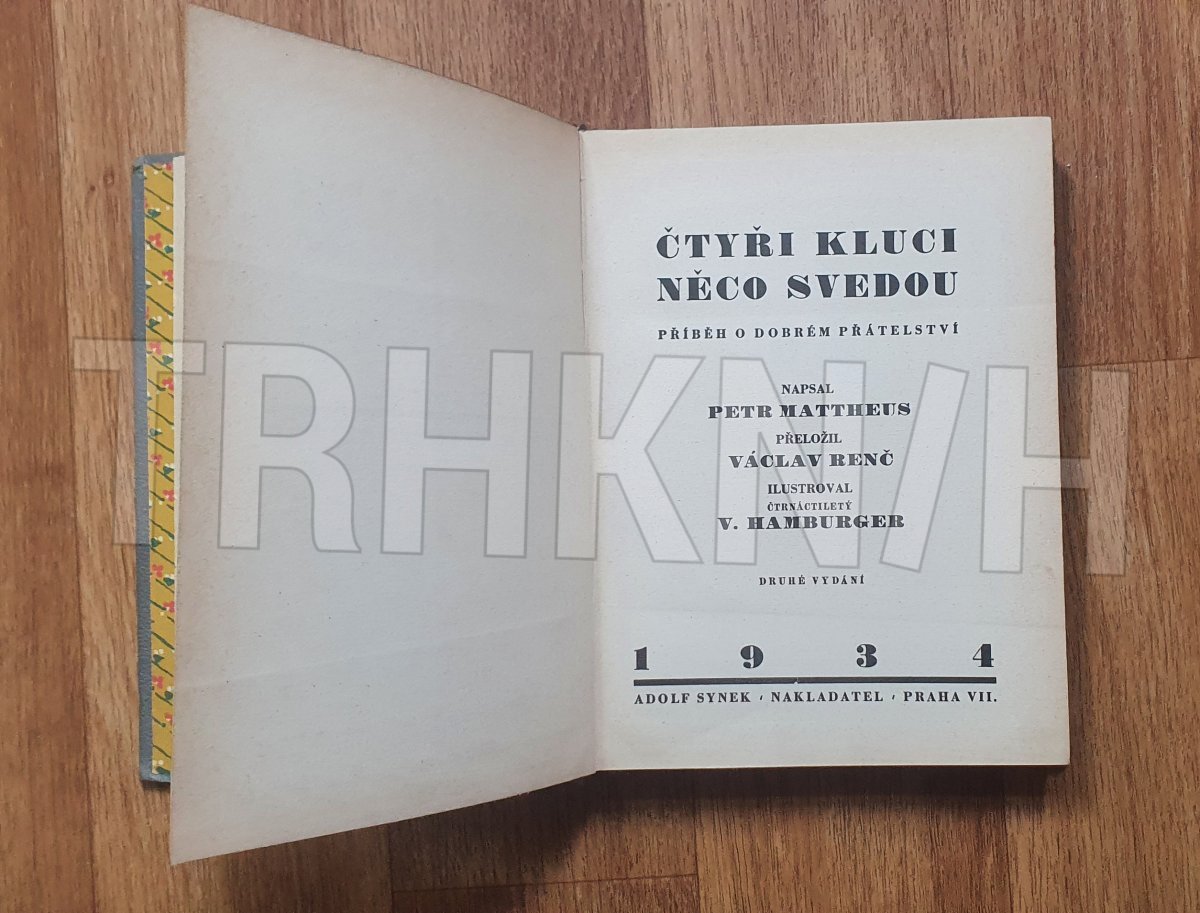 ČTYŘI KLUCI
NĚCO SVEDOU
PŘÍBĚH O DOBRÉM PŘÁTELSTVÍ
NAPSAL
PETR MATTHEUS
PŘELOŽIL
VÁCLAV RENČ
ILUSTROVAL
ČTRNÁCTILETÝ
V. HAMBURGER
DRUHÉ VYDÁNÍ
1 9 3 4
ADOLF SYNEK · NAKLADATEL · PRAHA VII.
TRHKNIH